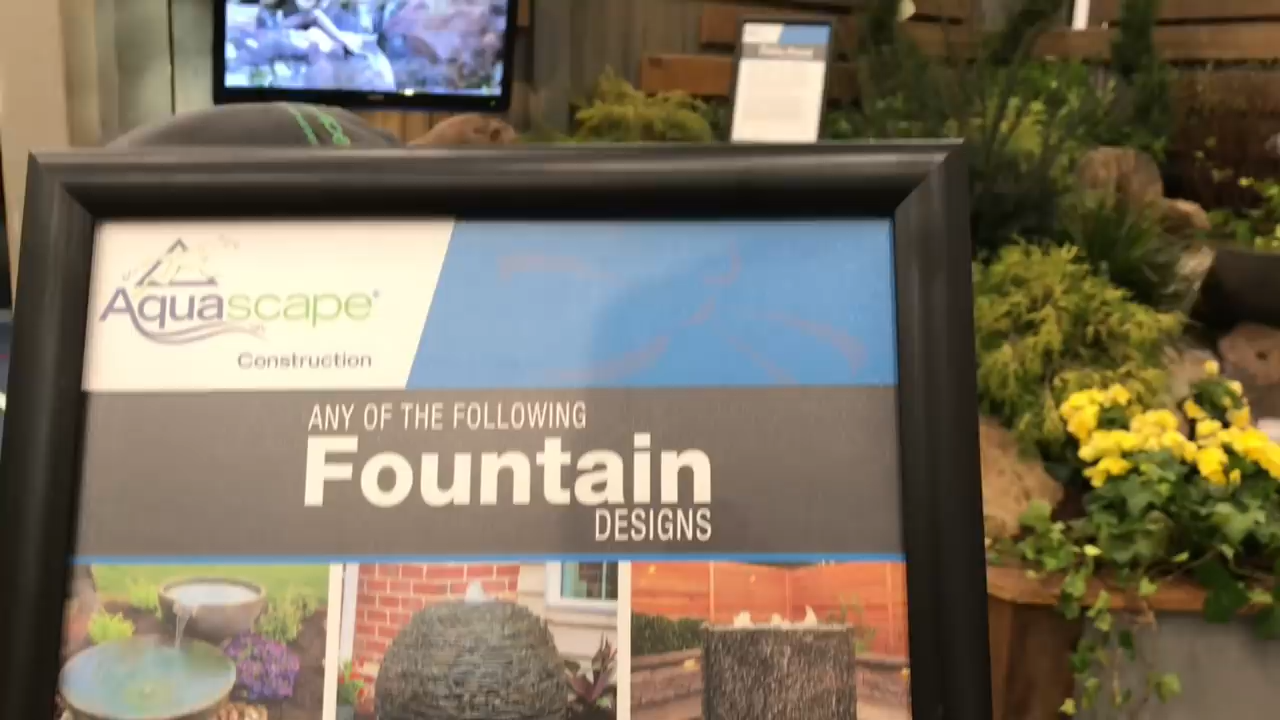 Aquascape®
Construction
ANY OF THE FOLLOWING
Fountain
DESIGNS